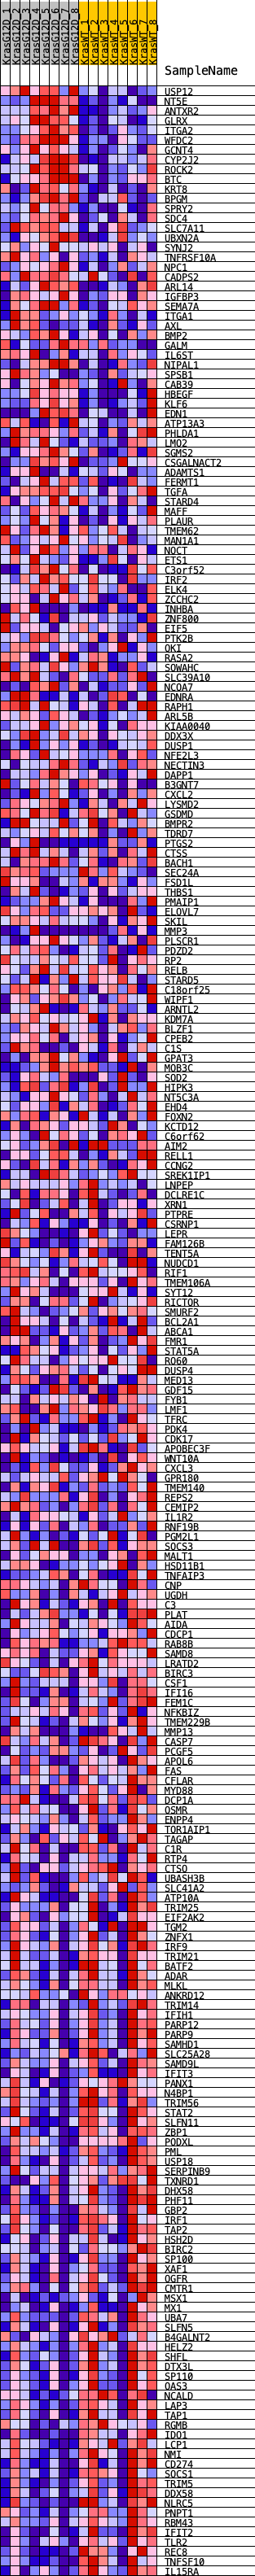 KrasG12D_1
KrasG12D_2
KrasG12D_3
KrasG12D_4
KrasG12D_5
KrasG12D_6
KrasG12D_7
KrasG12D_8
KrasWT_1
KrasWT_2
KrasWT_3
KrasWT_4
KrasWT_5
KrasWT_6
KrasWT_7
KrasWT_8
SampleName
USP12
NT5E
ANTXR2
GLRX
ITGA2
WFDC2
GCNT4
CYP2J2
ROCK2
BTC
KRT8
BPGM
SPRY2
SDC4
SLC7A11
UBXN2A
SYNJ2
TNFRSF10A
NPC1
CADPS2
ARL14
IGFBP3
SEMA7A
ITGA1
AXL
BMP2
GALM
IL6ST
NIPAL1
SPSB1
CAB39
HBEGF
KLF6
EDN1
ATP13A3
PHLDA1
LMO2
SGMS2
CSGALNACT2
ADAMTS1
FERMT1
TGFA
STARD4
MAFF
PLAUR
TMEM62
MAN1A1
NOCT
ETS1
C3orf52
IRF2
ELK4
ZCCHC2
INHBA
ZNF800
EIF5
PTK2B
QKI
RASA2
SOWAHC
SLC39A10
NCOA7
EDNRA
RAPH1
ARL5B
KIAA0040
DDX3X
DUSP1
NFE2L3
NECTIN3
DAPP1
B3GNT7
CXCL2
LYSMD2
GSDMD
BMPR2
TDRD7
PTGS2
CTSS
BACH1
SEC24A
FSD1L
THBS1
PMAIP1
ELOVL7
SKIL
MMP3
PLSCR1
PDZD2
RP2
RELB
STARD5
C18orf25
WIPF1
ARNTL2
KDM7A
BLZF1
CPEB2
C1S
GPAT3
MOB3C
SOD2
HIPK3
NT5C3A
EHD4
FOXN2
KCTD12
C6orf62
AIM2
RELL1
CCNG2
SREK1IP1
LNPEP
DCLRE1C
XRN1
PTPRE
CSRNP1
LEPR
FAM126B
TENT5A
NUDCD1
RIF1
TMEM106A
SYT12
RICTOR
SMURF2
BCL2A1
ABCA1
FMR1
STAT5A
RO60
DUSP4
MED13
GDF15
FYB1
LMF1
TFRC
PDK4
CDK17
APOBEC3F
WNT10A
CXCL3
GPR180
TMEM140
REPS2
CEMIP2
IL1R2
RNF19B
PGM2L1
SOCS3
MALT1
HSD11B1
TNFAIP3
CNP
UGDH
C3
PLAT
AIDA
CDCP1
RAB8B
SAMD8
LRATD2
BIRC3
CSF1
IFI16
FEM1C
NFKBIZ
TMEM229B
MMP13
CASP7
PCGF5
APOL6
FAS
CFLAR
MYD88
DCP1A
OSMR
ENPP4
TOR1AIP1
TAGAP
C1R
RTP4
CTSO
UBASH3B
SLC41A2
ATP10A
TRIM25
EIF2AK2
TGM2
ZNFX1
IRF9
TRIM21
BATF2
ADAR
MLKL
ANKRD12
TRIM14
IFIH1
PARP12
PARP9
SAMHD1
SLC25A28
SAMD9L
IFIT3
PANX1
N4BP1
TRIM56
STAT2
SLFN11
ZBP1
PODXL
PML
USP18
SERPINB9
TXNRD1
DHX58
PHF11
GBP2
IRF1
TAP2
HSH2D
BIRC2
SP100
XAF1
OGFR
CMTR1
MSX1
MX1
UBA7
SLFN5
B4GALNT2
HELZ2
SHFL
DTX3L
SP110
OAS3
NCALD
LAP3
TAP1
RGMB
IDO1
LCP1
NMI
CD274
SOCS1
TRIM5
DDX58
NLRC5
PNPT1
RBM43
IFIT2
TLR2
REC8
TNFSF10
IL15RA